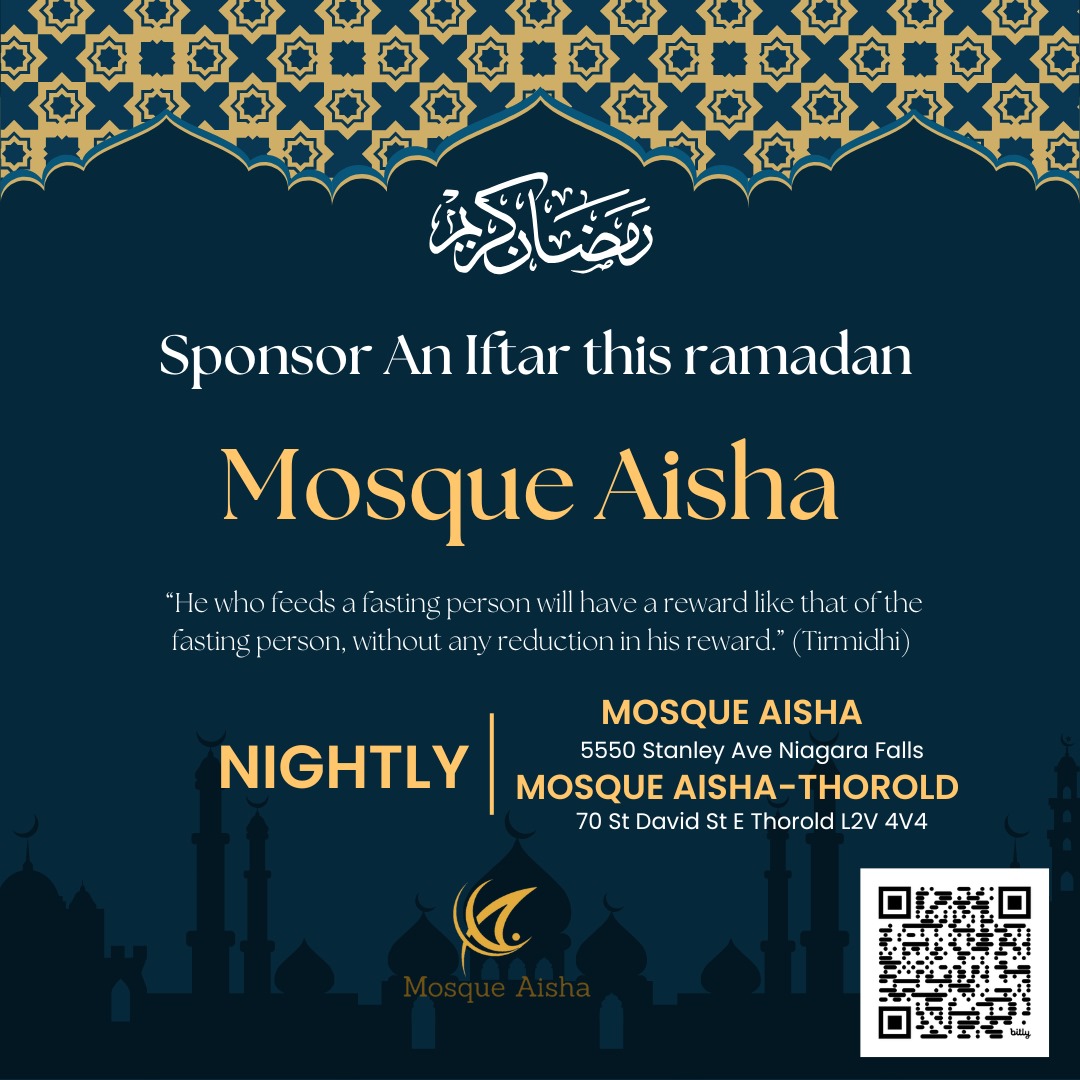 رمضان كريم
Sponsor An Iftar this ramadan
Mosque Aisha
“He who feeds a fasting person will have a reward like that of the
fasting person, without any reduction in his reward.” (Tirmidhi)
NIGHTLY
MOSQUE AISHA
5550 Stanley Ave Niagara Falls
MOSQUE AISHA-THOROLD
70 St David St E Thorold L2V 4V4
Mosque Aisha
bitly